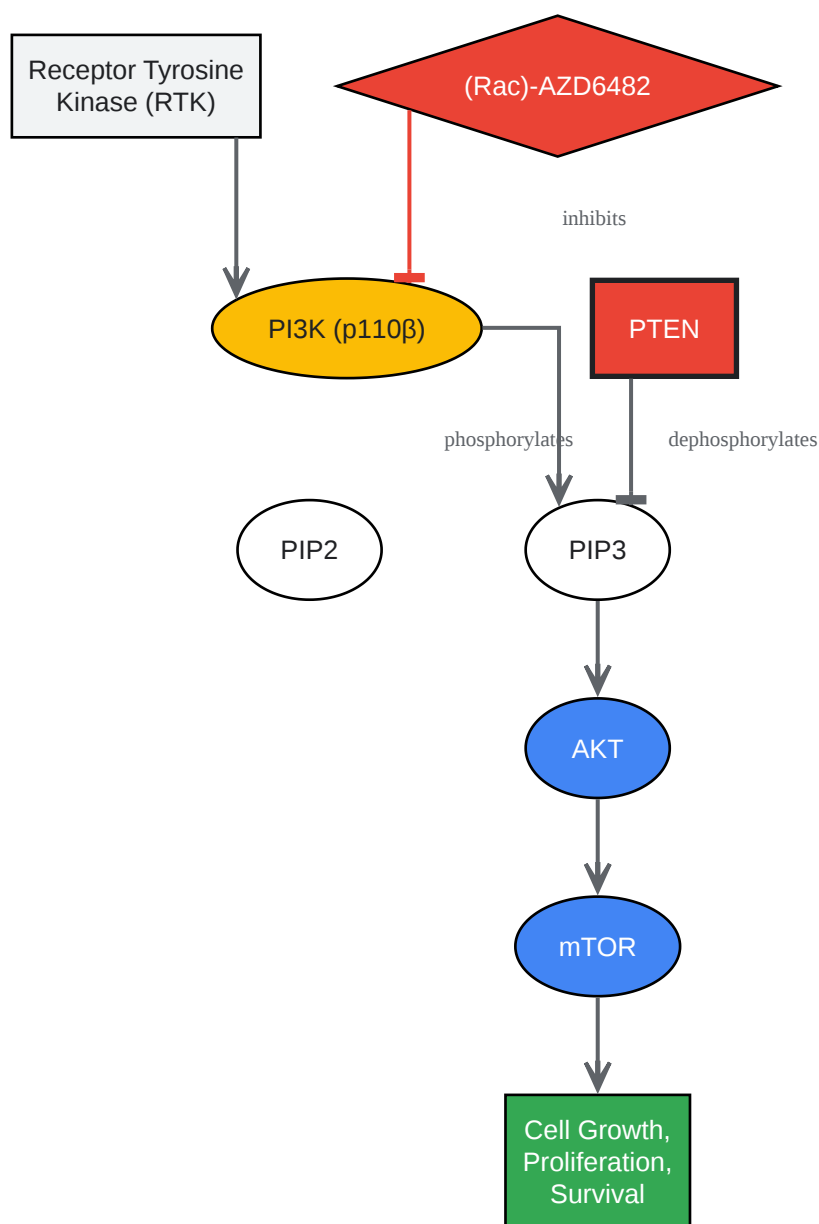 Receptor Tyrosine
Kinase (RTK)
(Rac)-AZD6482
inhibits
PI3K (p110β)
PTEN
phosphorylates
dephosphorylates
PIP2
PIP3
AKT
mTOR
Cell Growth,
Proliferation,
Survival